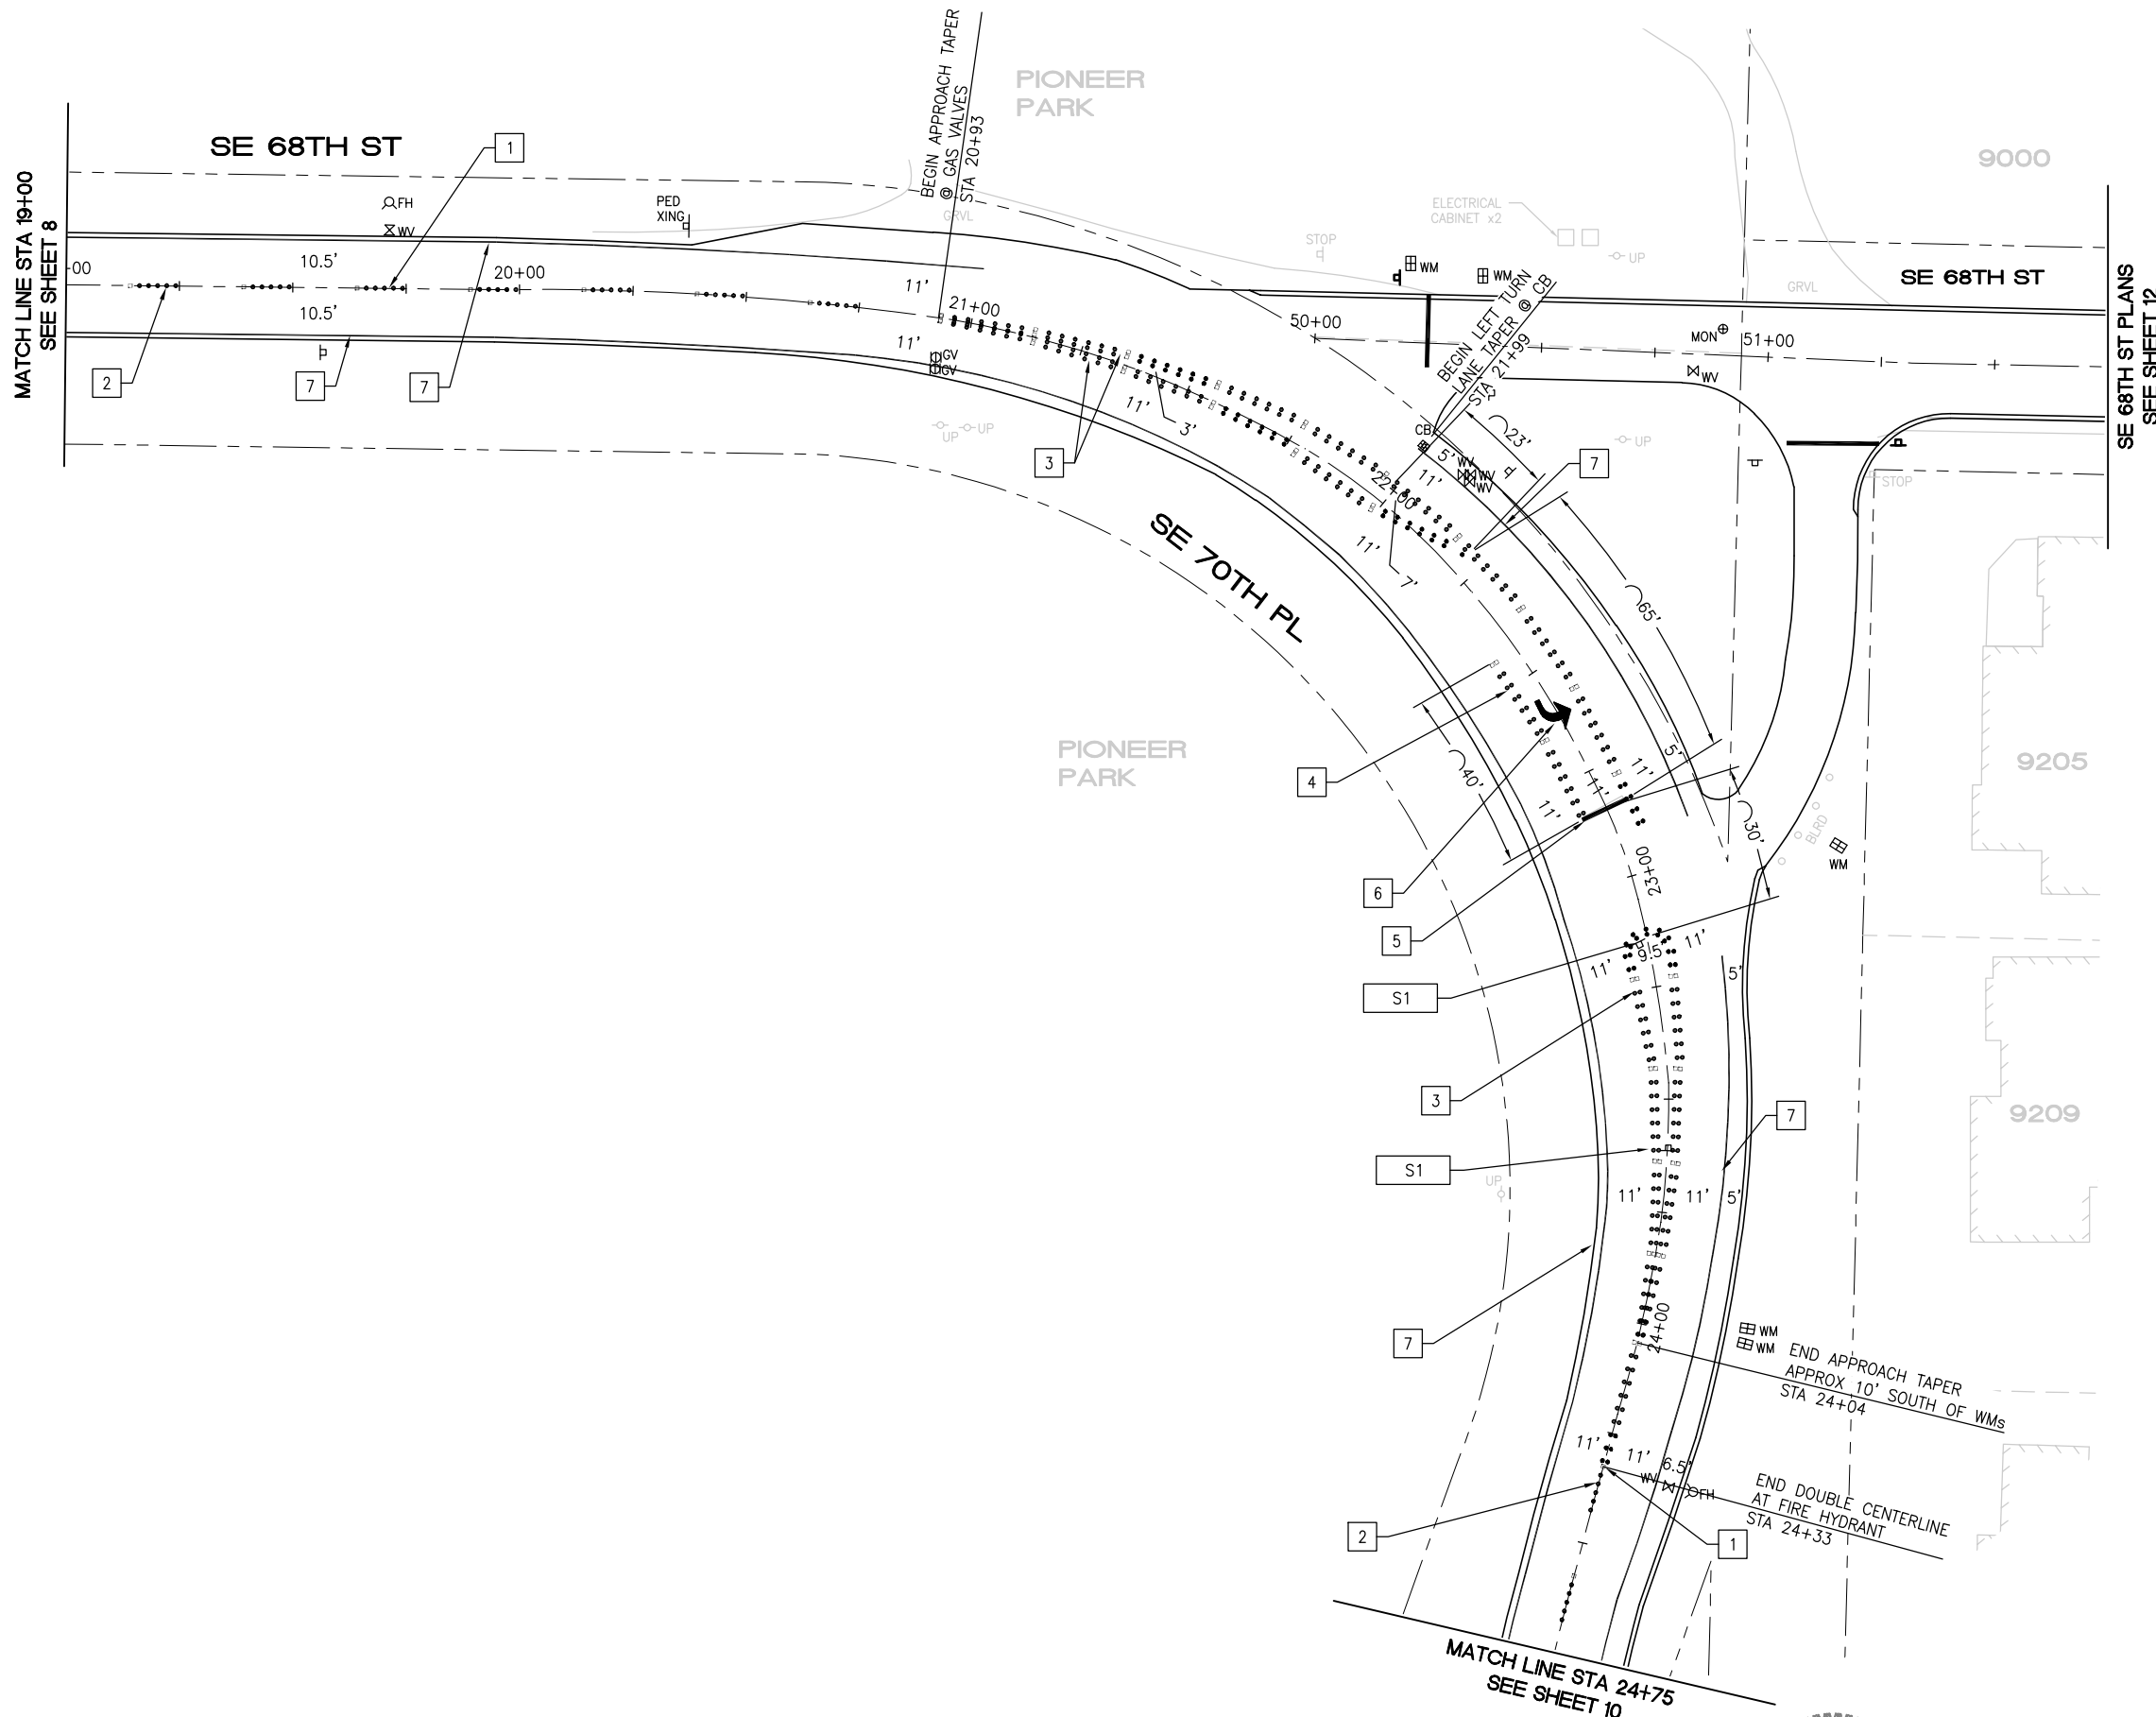 BEGIN APPROACH TAPER
@ GAS VALVES
STA 20+93
PIONEER
PARK
SE 68TH ST
1
9000
MATCH LINE STA 19+00
SEE SHEET 8
FH
WV
PED
XING
GRVL
ELECTRICAL
CABINET x2
STOP
UP
WM
WM
BEGIN LEFT TURN
LANE TAPER @ CB
STA 21+99
SE 68TH ST
GRVL
SE 68TH ST PLANS
SEE SHEET 12
00
10.5'
20+00
11'
21+00
50+00
MON
51+00
10.5'
11'
GV
GV
WV
2
7
7
11'
3'
23'
UP
UP
UP
CB
5'
WV
WV
WV
11'
7
3
22+00
STOP
11'
7'
SE 70TH PL
65'
PIONEER
PARK
9205
4
40'
5'
11'
11'
11'
30'
BLRD
WM
6
23+00
5
11'
9.5'
11'
5'
S1
3
7
9209
S1
UP
11'
11'
5'
7
24+00
WM
WM
END APPROACH TAPER
APPROX 10' SOUTH OF WMs
STA 24+04
11'
11'
6.5'
WV
FH
END DOUBLE CENTERLINE
AT FIRE HYDRANT
STA 24+33
2
1
MATCH LINE STA 24+75
SEE SHEET 10